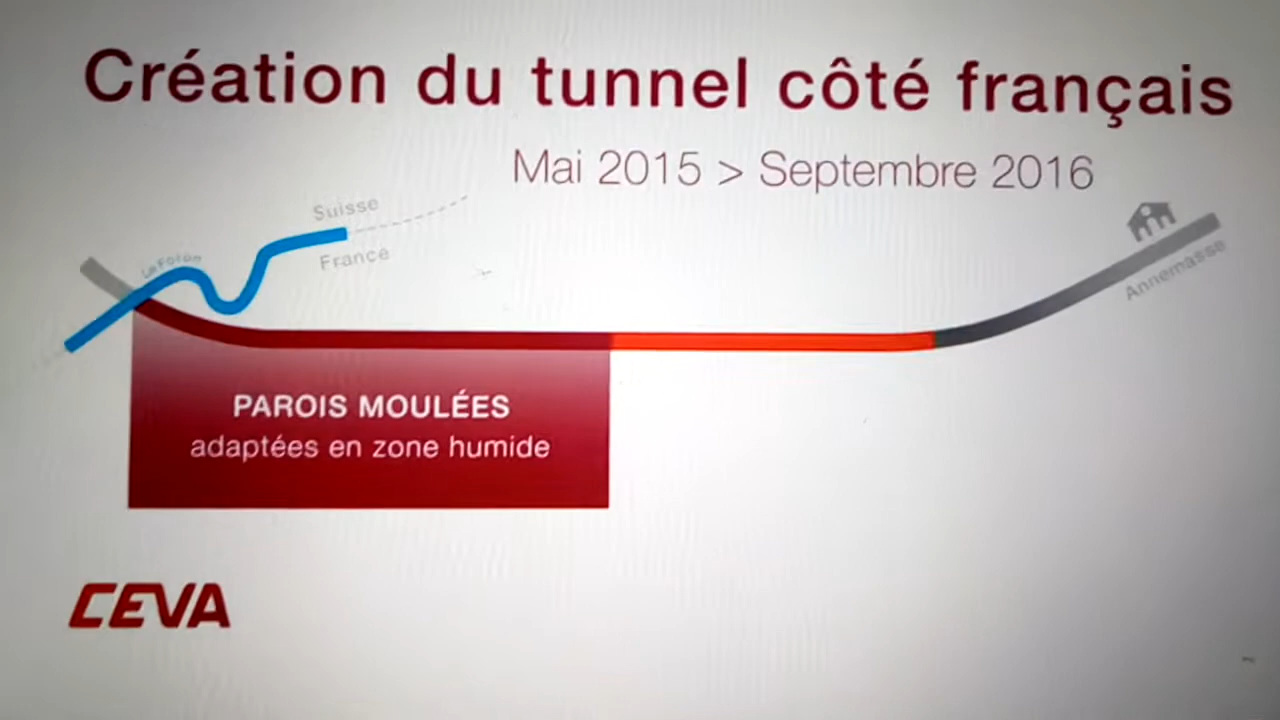 Création du tunnel côté français
Mai 2015 > Septembre 2016
Suisse
Le Foron
France
Annemasse
PAROIS MOULÉES
adaptées en zone humide
CEVA